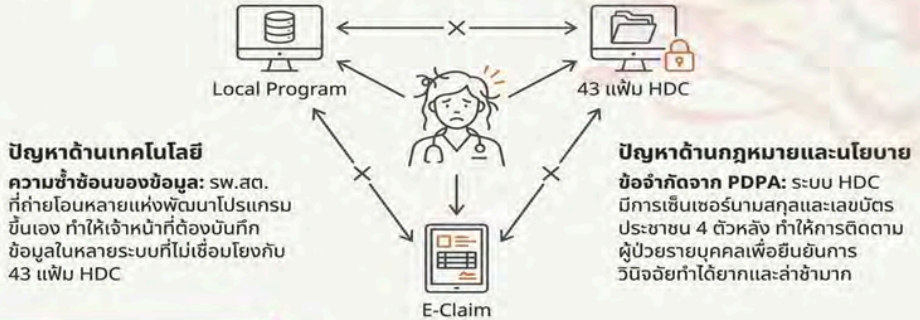 Local Program
43 แฟ้ม HDC
ปัญหาด้านเทคโนโลยี
ความซ้ำซ้อนของข้อมูล: รพ.สต.
ที่ถ่ายโอนหลายแห่งพัฒนาโปรแกรม
ขึ้นเอง ทำให้เจ้าหน้าที่ต้องบันทึก
ข้อมูลในหลายระบบที่ไม่เชื่อมโยงกับ
43 แฟ้ม HDC
ปัญหาด้านกฎหมายและนโยบาย
ข้อจำกัดจาก PDPA: ระบบ HDC
มีการเซ็นเซอร์นามสกุลและเลขบัตร
ประชาชน 4 ตัวหลัง ทำให้การติดตาม
ผู้ป่วยรายบุคคลเพื่อยืนยันการ
วินิจฉัยทำได้ยากและล่าช้ามาก
E-Claim